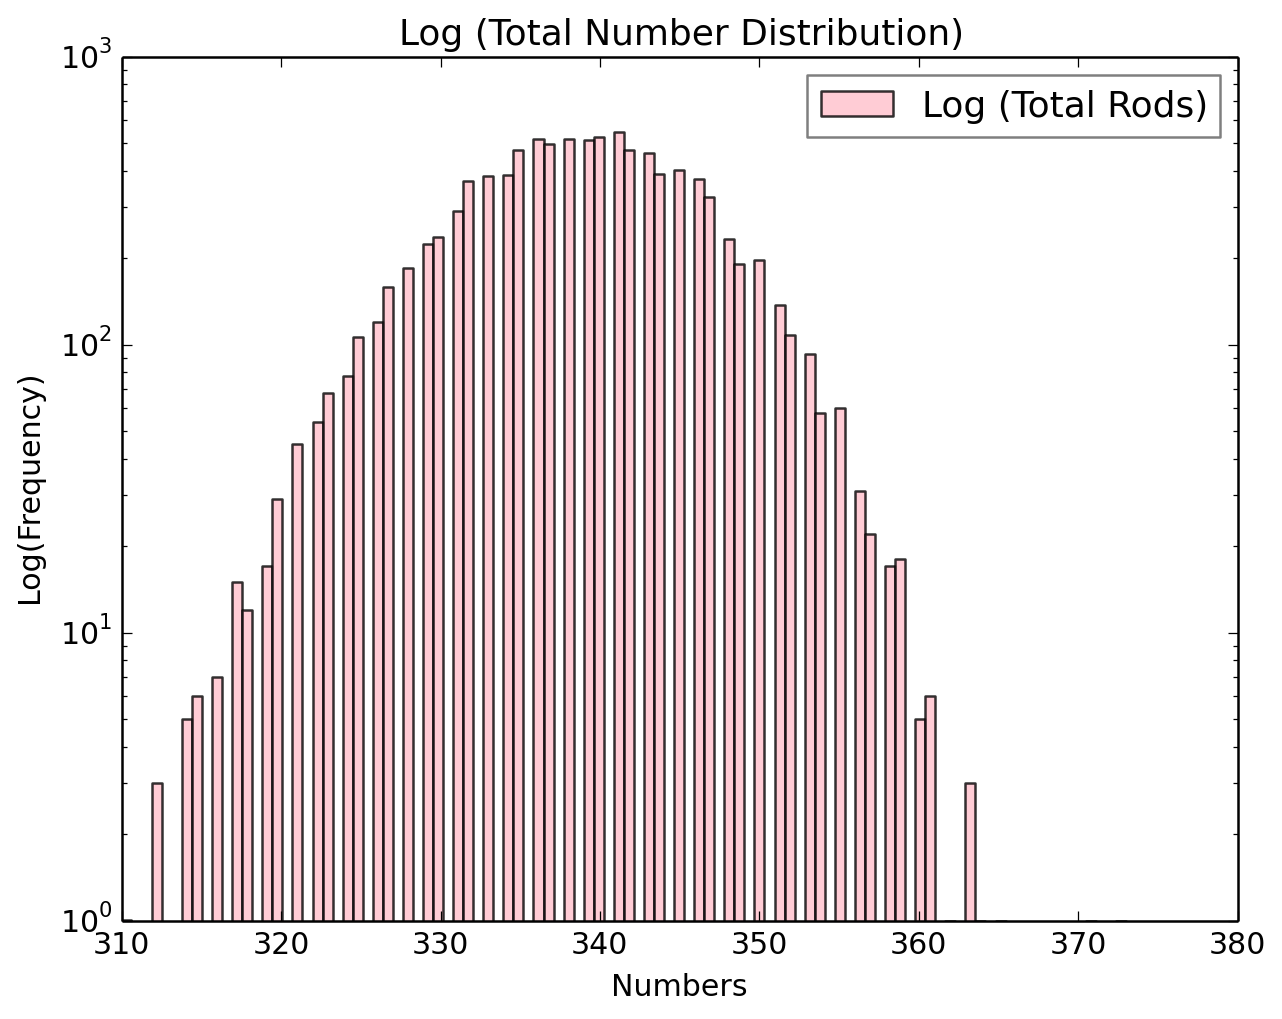 Log (Total Number Distribution)
Log (Total Rods)
10^3
10^2
10^1
10^0
Log(Frequency)
310 320 330 340 350 360 370 380
Numbers